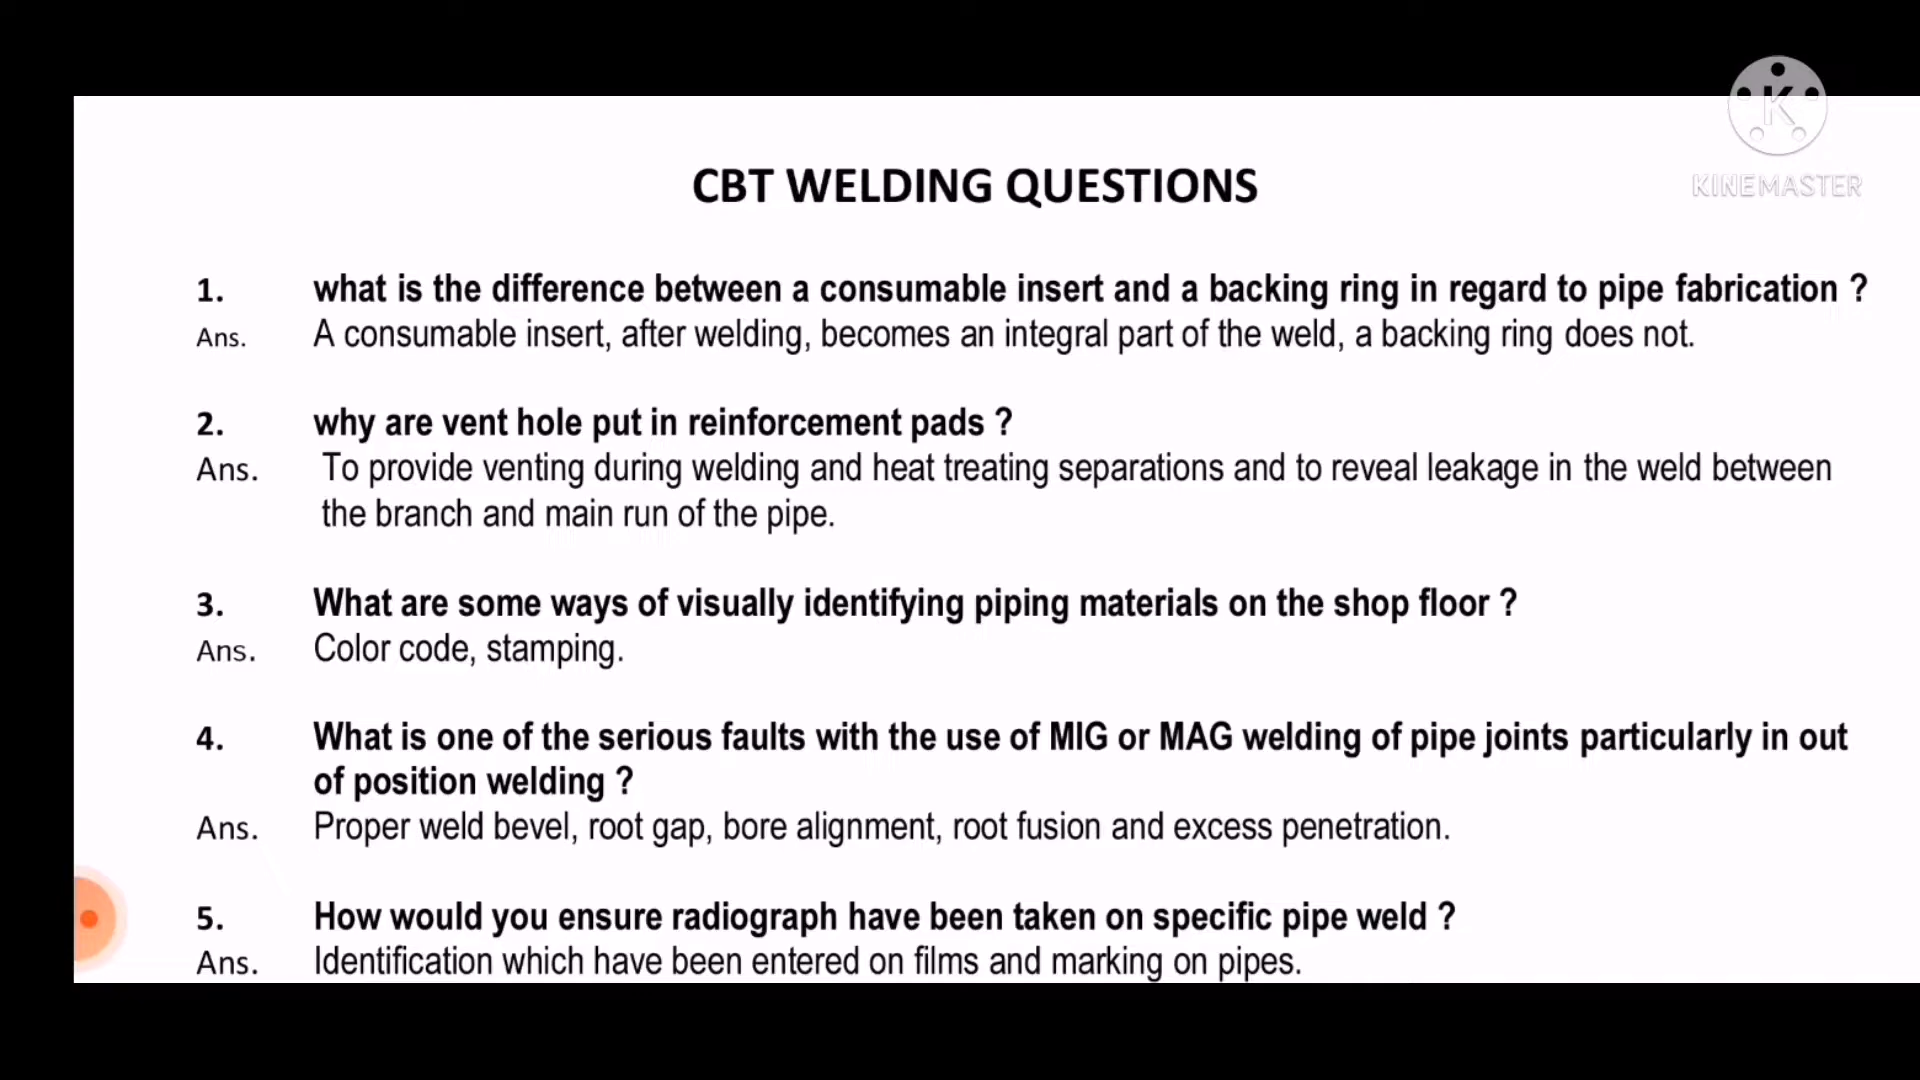 K
KINEMASTER
CBT WELDING QUESTIONS
1. what is the difference between a consumable insert and a backing ring in regard to pipe fabrication ?
Ans. A consumable insert, after welding, becomes an integral part of the weld, a backing ring does not.
2. why are vent hole put in reinforcement pads ?
Ans. To provide venting during welding and heat treating separations and to reveal leakage in the weld between
the branch and main run of the pipe.
3. What are some ways of visually identifying piping materials on the shop floor ?
Ans. Color code, stamping.
4. What is one of the serious faults with the use of MIG or MAG welding of pipe joints particularly in out
of position welding ?
Ans. Proper weld bevel, root gap, bore alignment, root fusion and excess penetration.
5. How would you ensure radiograph have been taken on specific pipe weld ?
Ans. Identification which have been entered on films and marking on pipes.